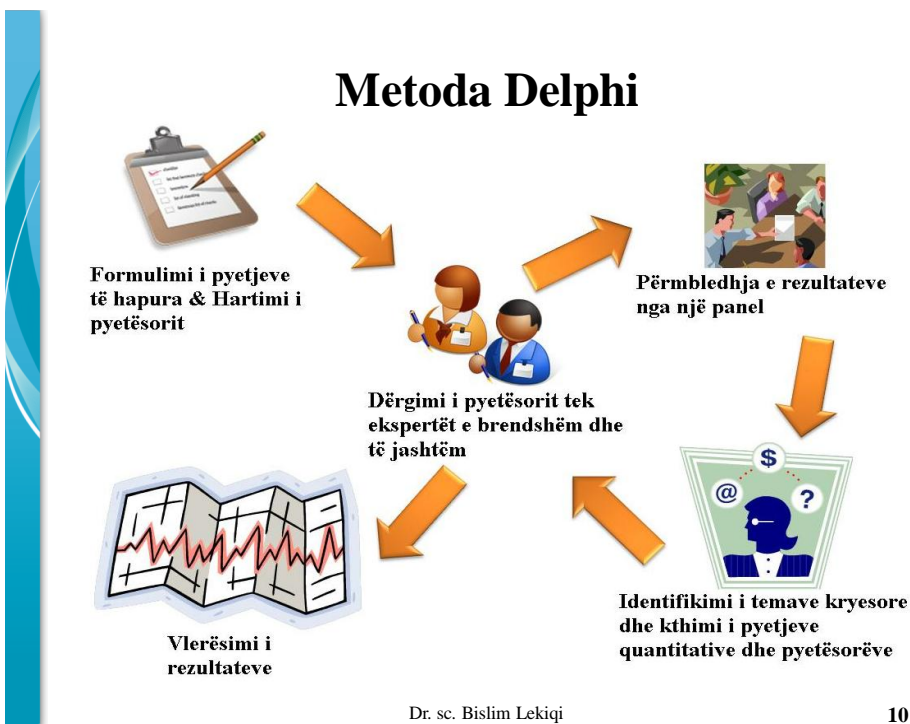 Metoda Delphi
Formulimi i pyetjeve
të hapura & Hartimi i
pyetësorit
Përmbledhja e rezultateve
nga një panel
Dërgimi i pyetësorit tek
ekspertët e brendshëm dhe
të jashtëm
$
@
?
Identifikimi i temave kryesore
dhe kthimi i pyetjeve
quantitative dhe pyetësorëve
Vlerësimi i
rezultateve
Dr. sc. Bislim Lekiqi
10